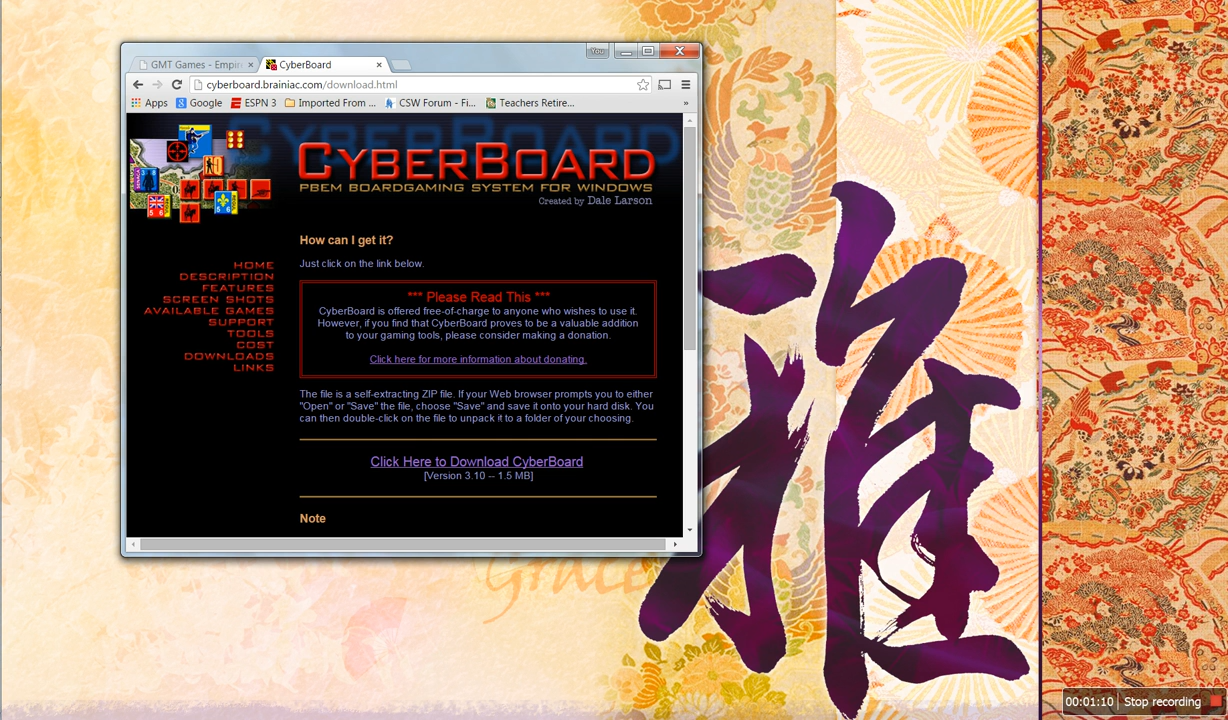 You
GMT Games - Empir
CyberBoard
cyberboard.brainiac.com/download.html
Apps
Google
ESPN 3
Imported From ...
CSW Forum - Fi...
Teachers Retire...
»
CYBERBOARD
PBEM BOARDGAMING SYSTEM FOR WINDOWS
Created by Dale Larson
HOME
DESCRIPTION
FEATURES
SCREEN SHOTS
AVAILABLE GAMES
SUPPORT
TOOLS
COST
DOWNLOADS
LINKS
How can I get it?
Just click on the link below.
*** Please Read This ***
CyberBoard is offered free-of-charge to anyone who wishes to use it.
However, if you find that CyberBoard proves to be a valuable addition
to your gaming tools, please consider making a donation.
Click here for more information about donating.
The file is a self-extracting ZIP file. If your Web browser prompts you to either
"Open" or "Save" the file, choose "Save" and save it onto your hard disk. You
can then double-click on the file to unpack it to a folder of your choosing.
Click Here to Download CyberBoard
[Version 3.10 -- 1.5 MB]
Note
雅
Grace
00:01:10 Stop recording